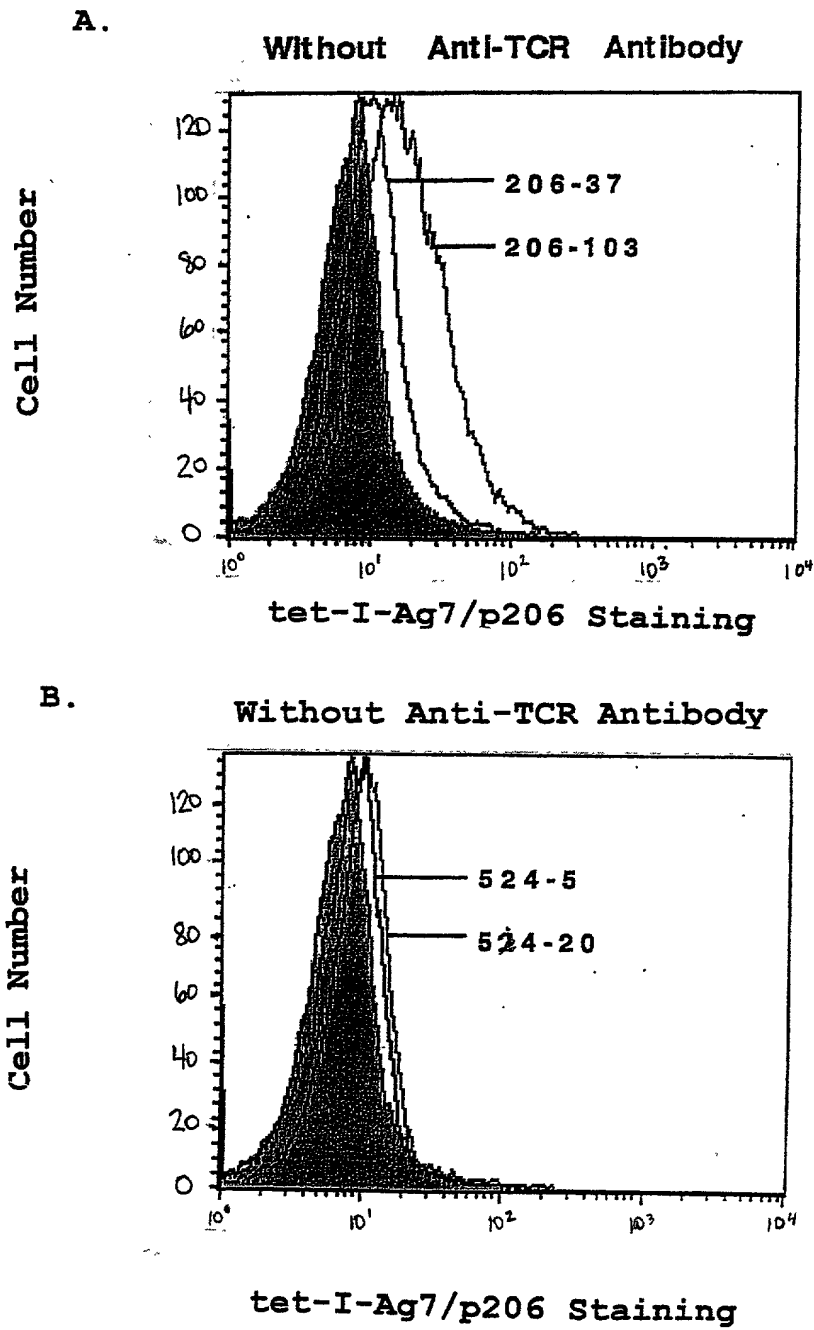 A.
Without Anti-TCR Antibody
120
100
80
60
40
20
0
Cell Number
206-37
206-103
10⁰ 10¹ 10² 10³ 10⁴
tet-I-Ag7/p206 Staining
B.
Without Anti-TCR Antibody
120
100
80
60
40
20
0
Cell Number
524-5
524-20
10⁰ 10¹ 10² 10³ 10⁴
tet-I-Ag7/p206 Staining